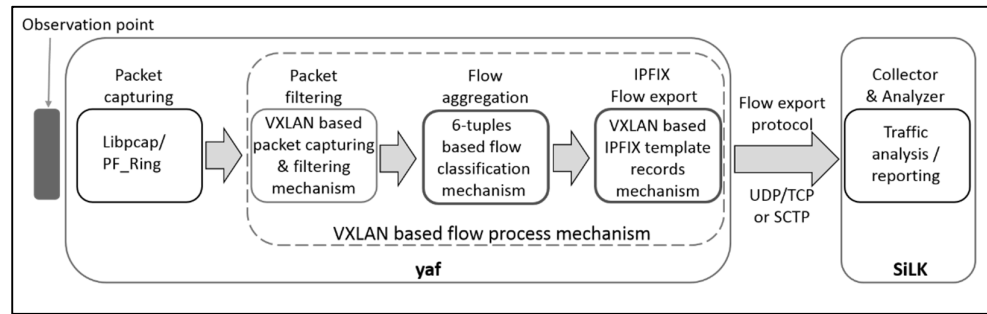 Observation point
Packet
capturing
Libpcap/
PF_Ring
Packet
filtering
VXLAN based
packet capturing
& filtering
mechanism
Flow
aggregation
6-tuples
based flow
classification
mechanism
IPFIX
Flow export
VXLAN based
IPFIX template
records
mechanism
VXLAN based flow process mechanism
yaf
Flow export
protocol
UDP/TCP
or SCTP
Collector
& Analyzer
Traffic
analysis /
reporting
SiLK